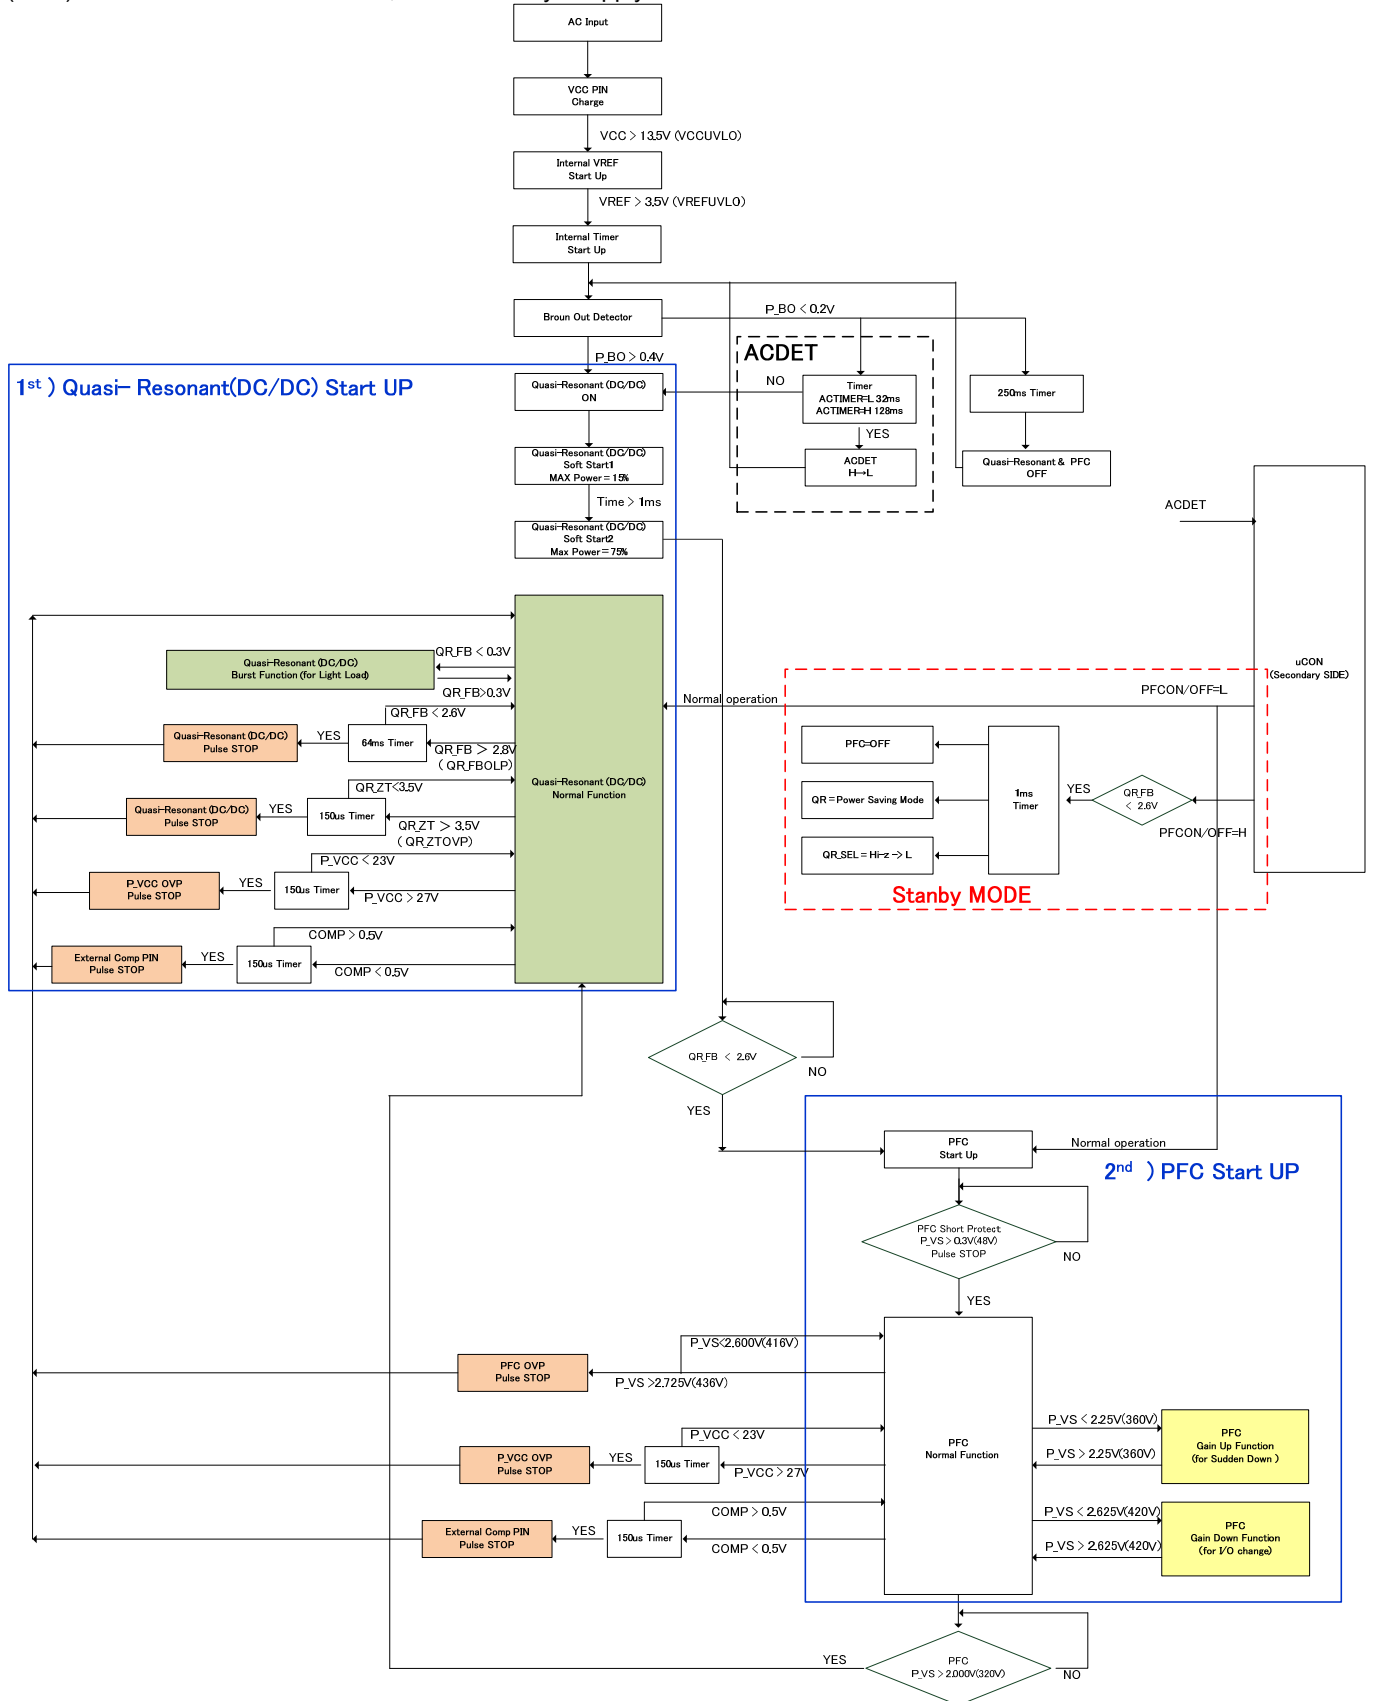 AC Input
VCC PIN
Charge
VCC > 13.5V (VCCUVLO)
Internal VREF
Start Up
VREF > 3.5V (VREFUVLO)
Internal Timer
Start Up
Broun Out Detector
P_BO < 0.2V
P_BO > 0.4V
ACDET
Timer
ACTIMER=L 32ms
ACTIMER=H 128ms
NO
YES
ACDET
H→L
250ms Timer
Quasi-Resonant & PFC
OFF
1st ) Quasi-Resonant(DC/DC) Start UP
Quasi-Resonant (DC/DC)
ON
Quasi-Resonant (DC/DC)
Soft Start1
MAX Power = 15%
Time > 1ms
Quasi-Resonant (DC/DC)
Soft Start2
Max Power = 75%
ACDET
uCON
(Secondary SIDE)
Quasi-Resonant (DC/DC)
Burst Function (for Light Load)
QR_FB < 0.3V
QR_FB>0.3V
QR_FB < 2.6V
Quasi-Resonant (DC/DC)
Pulse STOP
YES
64ms Timer
QR_FB > 2.8V
( QR_FBOLP)
QR_ZT<3.5V
Quasi-Resonant (DC/DC)
Pulse STOP
YES
150us Timer
QR_ZT > 3.5V
( QR_ZTOVP)
Quasi-Resonant (DC/DC)
Normal Function
P_VCC < 23V
P_VCC OVP
Pulse STOP
YES
150us Timer
P_VCC > 27V
COMP > 0.5V
External Comp PIN
Pulse STOP
YES
150us Timer
COMP < 0.5V
Normal operation
PFCON/OFF=L
PFC=OFF
QR = Power Saving Mode
QR_SEL = Hi-z -> L
1ms
Timer
YES
QR_FB
< 2.6V
PFCON/OFF=H
Stanby MODE
QR_FB < 2.6V
NO
YES
PFC
Start Up
Normal operation
2nd ) PFC Start UP
PFC Short Protect
P_VS > 0.3V(48V)
Pulse STOP
NO
YES
P_VS<2.600V(416V)
PFC OVP
Pulse STOP
P_VS >2.725V(436V)
P_VCC < 23V
P_VCC OVP
Pulse STOP
YES
150us Timer
P_VCC > 27V
COMP > 0.5V
External Comp PIN
Pulse STOP
YES
150us Timer
COMP < 0.5V
PFC
Normal Function
P_VS < 2.25V(360V)
P_VS > 2.25V(360V)
PFC
Gain Up Function
(for Sudden Down )
P_VS < 2.625V(420V)
P_VS > 2.625V(420V)
PFC
Gain Down Function
(for I/O change)
YES
PFC
P_VS > 2.000V(320V)
NO